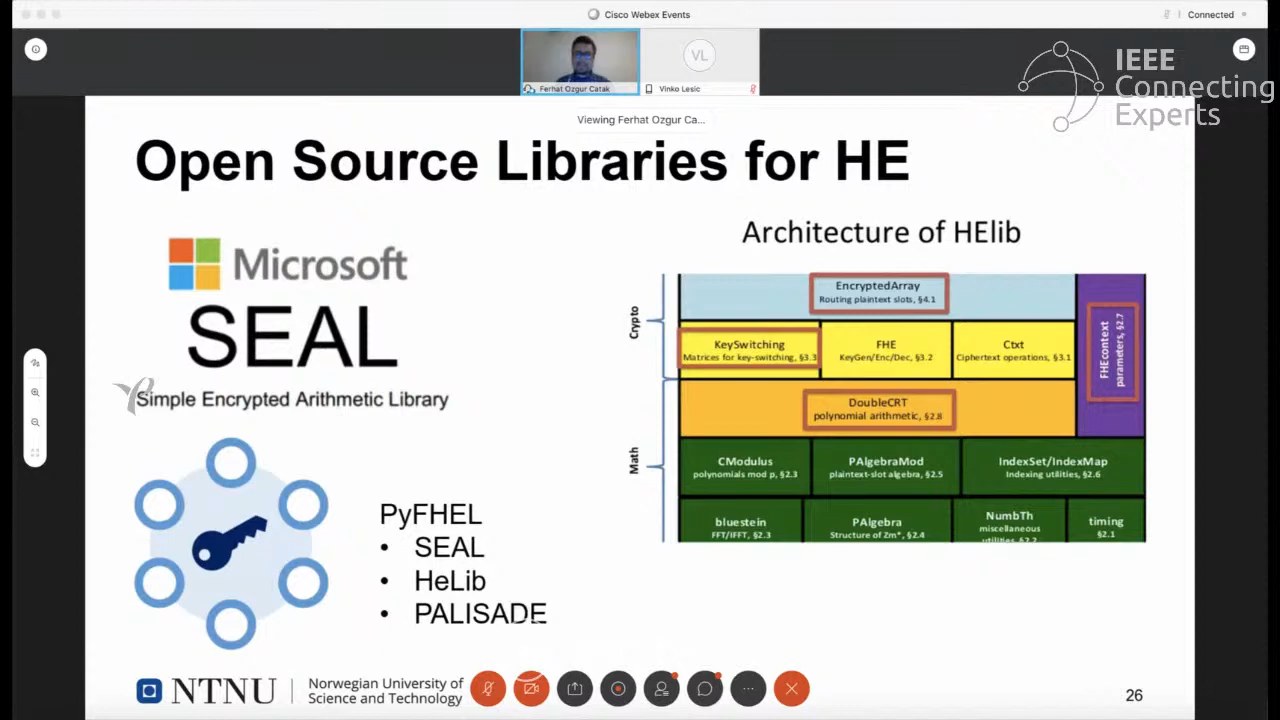 Cisco Webex Events
Connected
VL
Ferhat Ozgur Catak
Vinko Lesic
IEEE
Connecting
Experts
Viewing Ferhat Ozgur Ca...
Open Source Libraries for HE
Microsoft
SEAL
Simple Encrypted Arithmetic Library
PyFHEL
• SEAL
• HeLib
• PALISADE
Architecture of HElib
Crypto
EncryptedArray
Routing plaintext slots, §4.1
KeySwitching
Matrices for key-switching, §3.3
FHE
KeyGen/Enc/Dec, §3.2
Ctxt
Ciphertext operations, §3.1
FHEcontext
parameters, §2.7
Math
DoubleCRT
polynomial arithmetic, §2.8
CModulus
polynomials mod p, §2.3
PAlgebraMod
plaintext-slot algebra, §2.5
IndexSet/IndexMap
Indexing utilities, §2.6
bluestein
FFT/IFFT, §2.3
PAlgebra
Structure of Zm*, §2.4
NumbTh
miscellaneous
utilities, §2.2
timing
§2.1
NTNU
Norwegian University of
Science and Technology
26